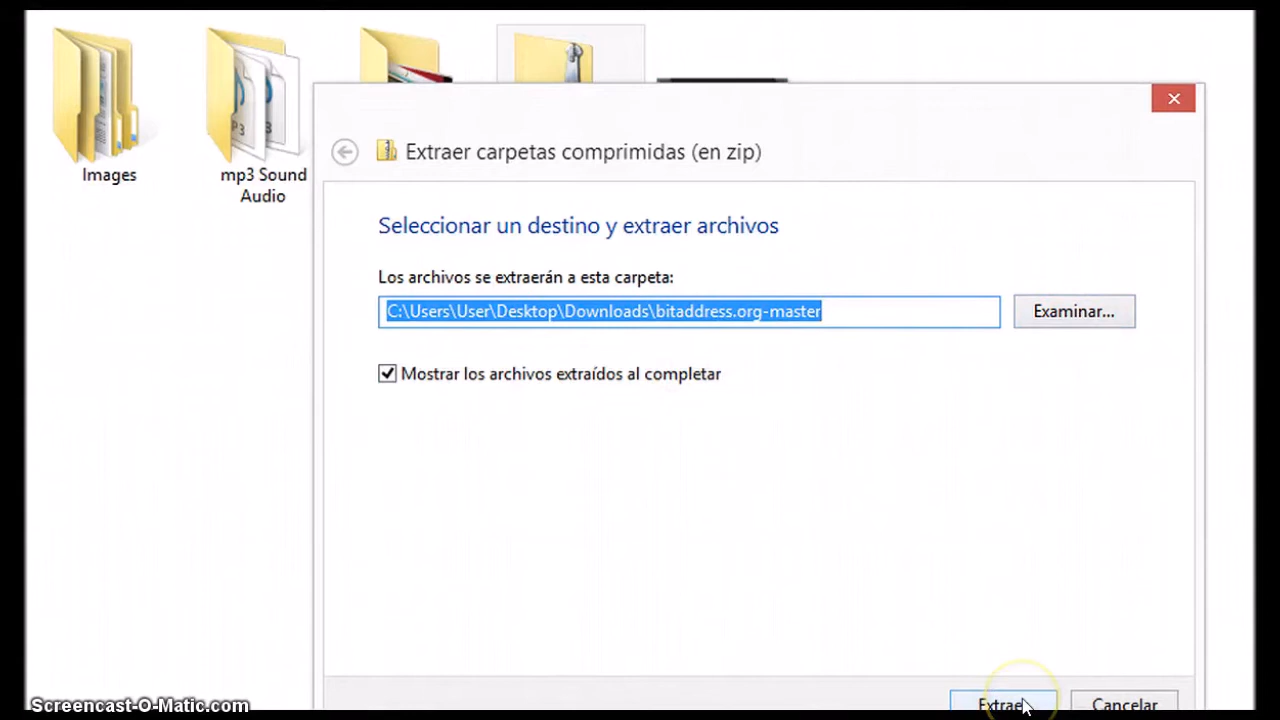 Images
mp3 Sound
Audio
Extraer carpetas comprimidas (en zip)
Seleccionar un destino y extraer archivos
Los archivos se extraerán a esta carpeta:
C:\Users\User\Desktop\Downloads\bitaddress.org-master
Examinar...
Mostrar los archivos extraídos al completar
Extraer
Cancelar
Screencast-O-Matic.com